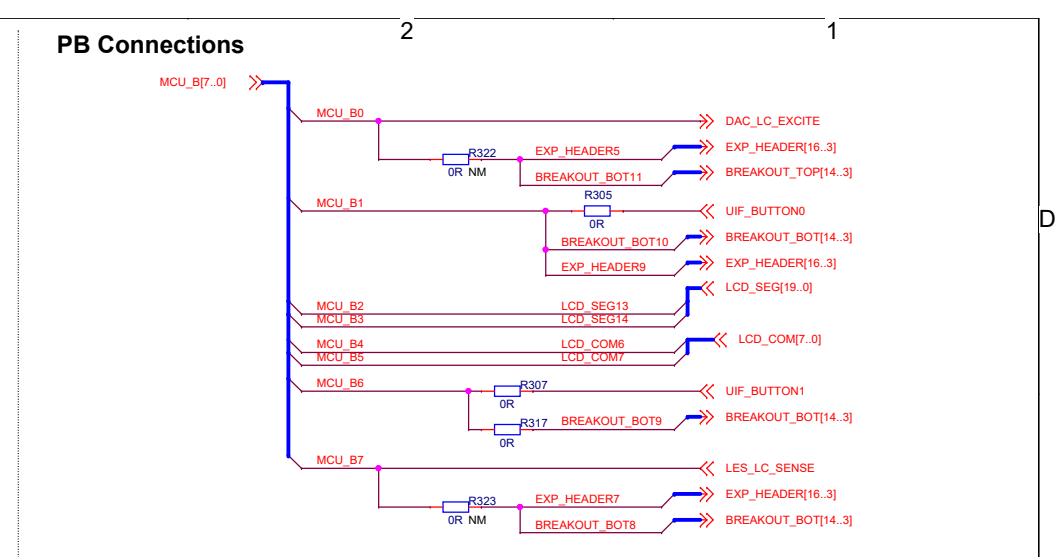 2
1
PB Connections
MCU_B[7..0]
MCU_B0
DAC_LC_EXCITE
R322
EXP_HEADER5
EXP_HEADER[16..3]
0R NM
BREAKOUT_BOT11
BREAKOUT_TOP[14..3]
R305
MCU_B1
UIF_BUTTON0
D
0R
BREAKOUT_BOT10
BREAKOUT_BOT[14..3]
EXP_HEADER9
EXP_HEADER[16..3]
LCD_SEG[19..0]
MCU_B2
LCD_SEG13
MCU_B3
LCD_SEG14
MCU_B4
LCD_COM6
LCD_COM[7..0]
MCU_B5
LCD_COM7
MCU_B6
R307
UIF_BUTTON1
0R
R317
BREAKOUT_BOT9
BREAKOUT_BOT[14..3]
0R
MCU_B7
LES_LC_SENSE
R323
EXP_HEADER7
EXP_HEADER[16..3]
0R NM
BREAKOUT_BOT8
BREAKOUT_BOT[14..3]